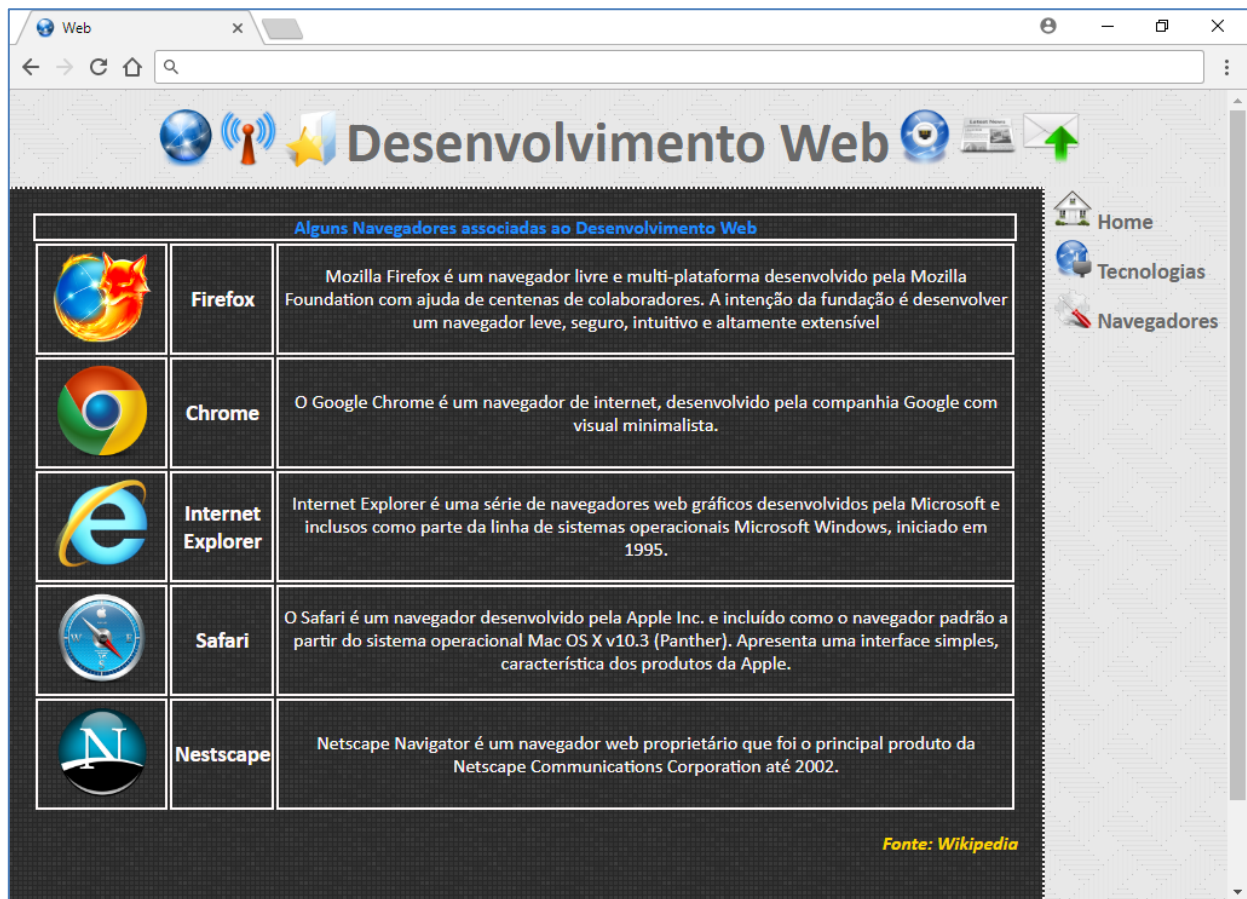 Web
Desenvolvimento Web
Latest News
Home
Tecnologias
Navegadores
Alguns Navegadores associadas ao Desenvolvimento Web
Firefox
Mozilla Firefox é um navegador livre e multi-plataforma desenvolvido pela Mozilla
Foundation com ajuda de centenas de colaboradores. A intenção da fundação é desenvolver
um navegador leve, seguro, intuitivo e altamente extensível
Chrome
O Google Chrome é um navegador de internet, desenvolvido pela companhia Google com
visual minimalista.
Internet
Explorer
Internet Explorer é uma série de navegadores web gráficos desenvolvidos pela Microsoft e
inclusos como parte da linha de sistemas operacionais Microsoft Windows, iniciado em
1995.
Safari
O Safari é um navegador desenvolvido pela Apple Inc. e incluído como o navegador padrão a
partir do sistema operacional Mac OS X v10.3 (Panther). Apresenta uma interface simples,
característica dos produtos da Apple.
N
Nestscape
Netscape Navigator é um navegador web proprietário que foi o principal produto da
Netscape Communications Corporation até 2002.
Fonte: Wikipedia